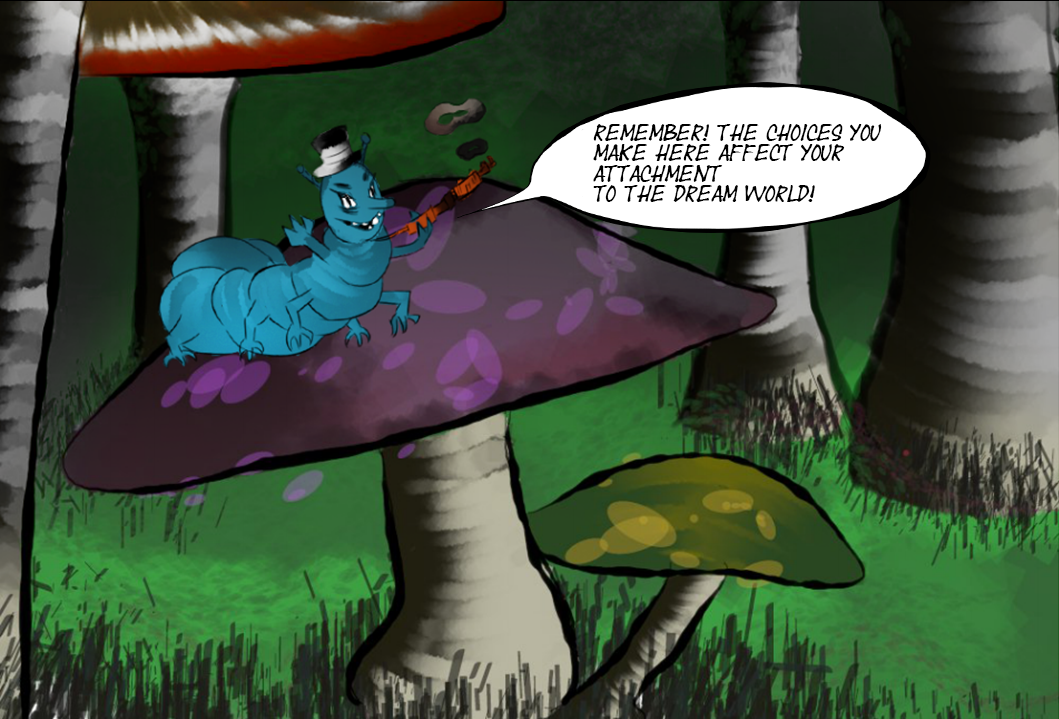 REMEMBER! THE CHOICES YOU
MAKE HERE AFFECT YOUR
ATTACHMENT
TO THE DREAM WORLD!